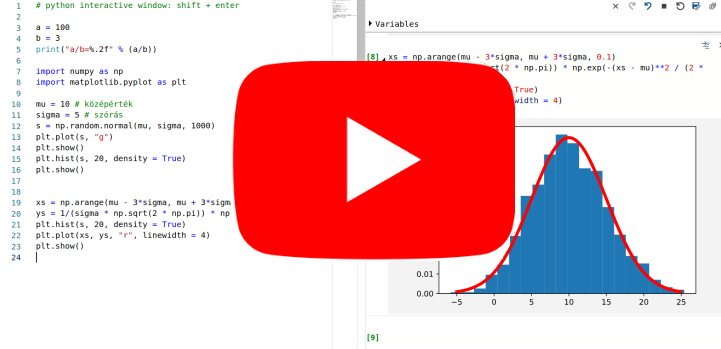 1 # python interactive window: shift + enter
2
3 a = 100
4 b = 3
5 print("a/b=%.2f" % (a/b))
6
7 import numpy as np
8 import matplotlib.pyplot as plt
9
10 mu = 10 # középérték
11 sigma = 5 # szórás
12 s = np.random.normal(mu, sigma, 1000)
13 plt.plot(s, "g")
14 plt.show()
15 plt.hist(s, 20, density = True)
16 plt.show()
17
18
19 xs = np.arange(mu - 3*sigma, mu + 3*sigm
20 ys = 1/(sigma * np.sqrt(2 * np.pi)) * np
21 plt.hist(s, 20, density = True)
22 plt.plot(xs, ys, "r", linewidth = 4)
23 plt.show()
24
Variables
[8] xs = np.arange(mu - 3*sigma, mu + 3*sigma, 0.1)
rt(2 * np.pi)) * np.exp(-(xs - mu)**2 / (2 *
True)
ewidth = 4)
0.01
0.00
−5 0 5 10 15 20 25
[9]